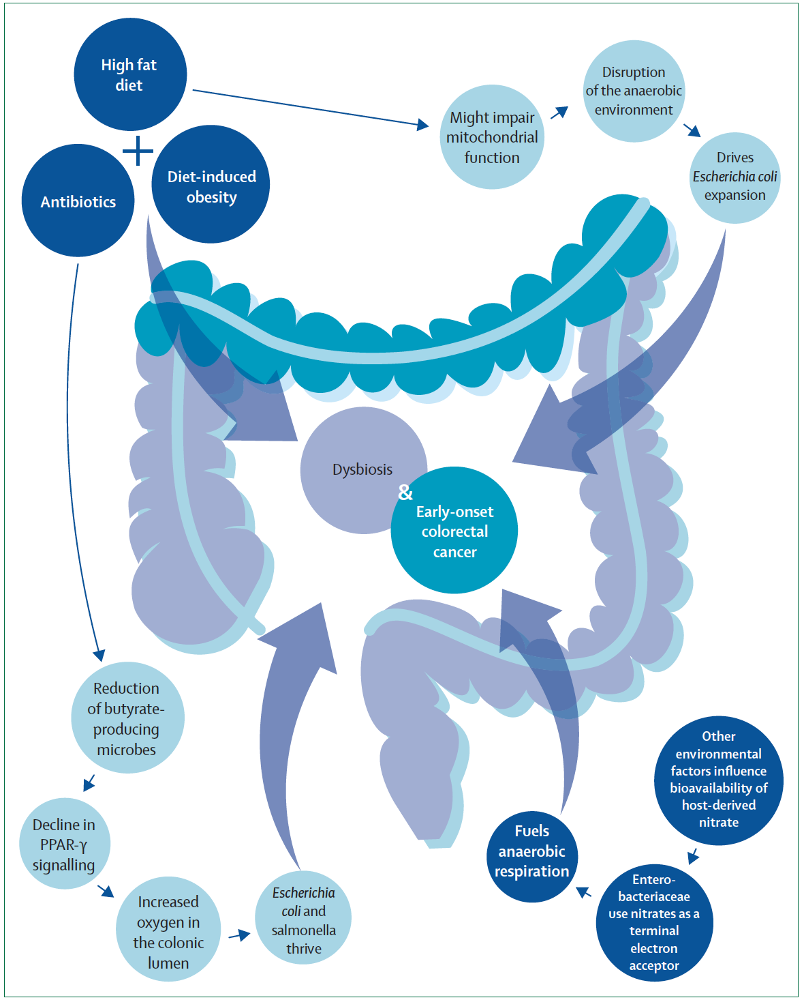 High fat
diet
+
Antibiotics
Diet-induced
obesity
Might impair
mitochondrial
function
Disruption
of the anaerobic
environment
Drives
Escherichia coli
expansion
Dysbiosis
&
Early-onset
colorectal
cancer
Reduction
of butyrate-
producing
microbes
Decline in
PPAR-γ
signalling
Increased
oxygen in
the colonic
lumen
Escherichia
coli and
salmonella
thrive
Other
environmental
factors influence
bioavailability of
host-derived
nitrate
Entero-
bacteriaceae
use nitrates as a
terminal
electron
acceptor
Fuels
anaerobic
respiration